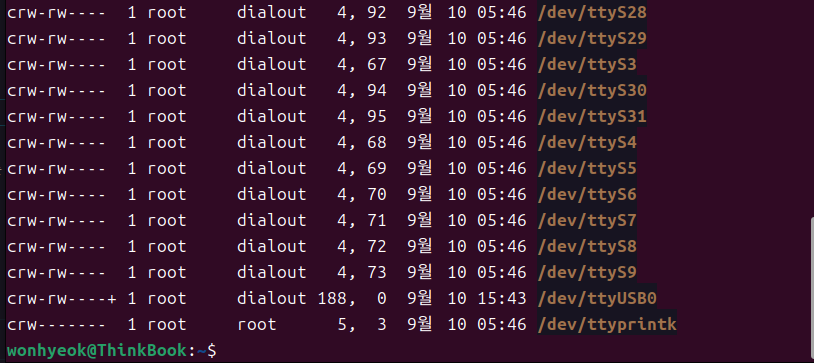 crw-rw---- 1 root dialout 4, 92 9월 10 05:46 /dev/ttyS28
crw-rw---- 1 root dialout 4, 93 9월 10 05:46 /dev/ttyS29
crw-rw---- 1 root dialout 4, 67 9월 10 05:46 /dev/ttyS3
crw-rw---- 1 root dialout 4, 94 9월 10 05:46 /dev/ttyS30
crw-rw---- 1 root dialout 4, 95 9월 10 05:46 /dev/ttyS31
crw-rw---- 1 root dialout 4, 68 9월 10 05:46 /dev/ttyS4
crw-rw---- 1 root dialout 4, 69 9월 10 05:46 /dev/ttyS5
crw-rw---- 1 root dialout 4, 70 9월 10 05:46 /dev/ttyS6
crw-rw---- 1 root dialout 4, 71 9월 10 05:46 /dev/ttyS7
crw-rw---- 1 root dialout 4, 72 9월 10 05:46 /dev/ttyS8
crw-rw---- 1 root dialout 4, 73 9월 10 05:46 /dev/ttyS9
crw-rw----+ 1 root dialout 188, 0 9월 10 15:43 /dev/ttyUSB0
crw------- 1 root root 5, 3 9월 10 05:46 /dev/ttyprintk
wonhyeok@ThinkBook:~$